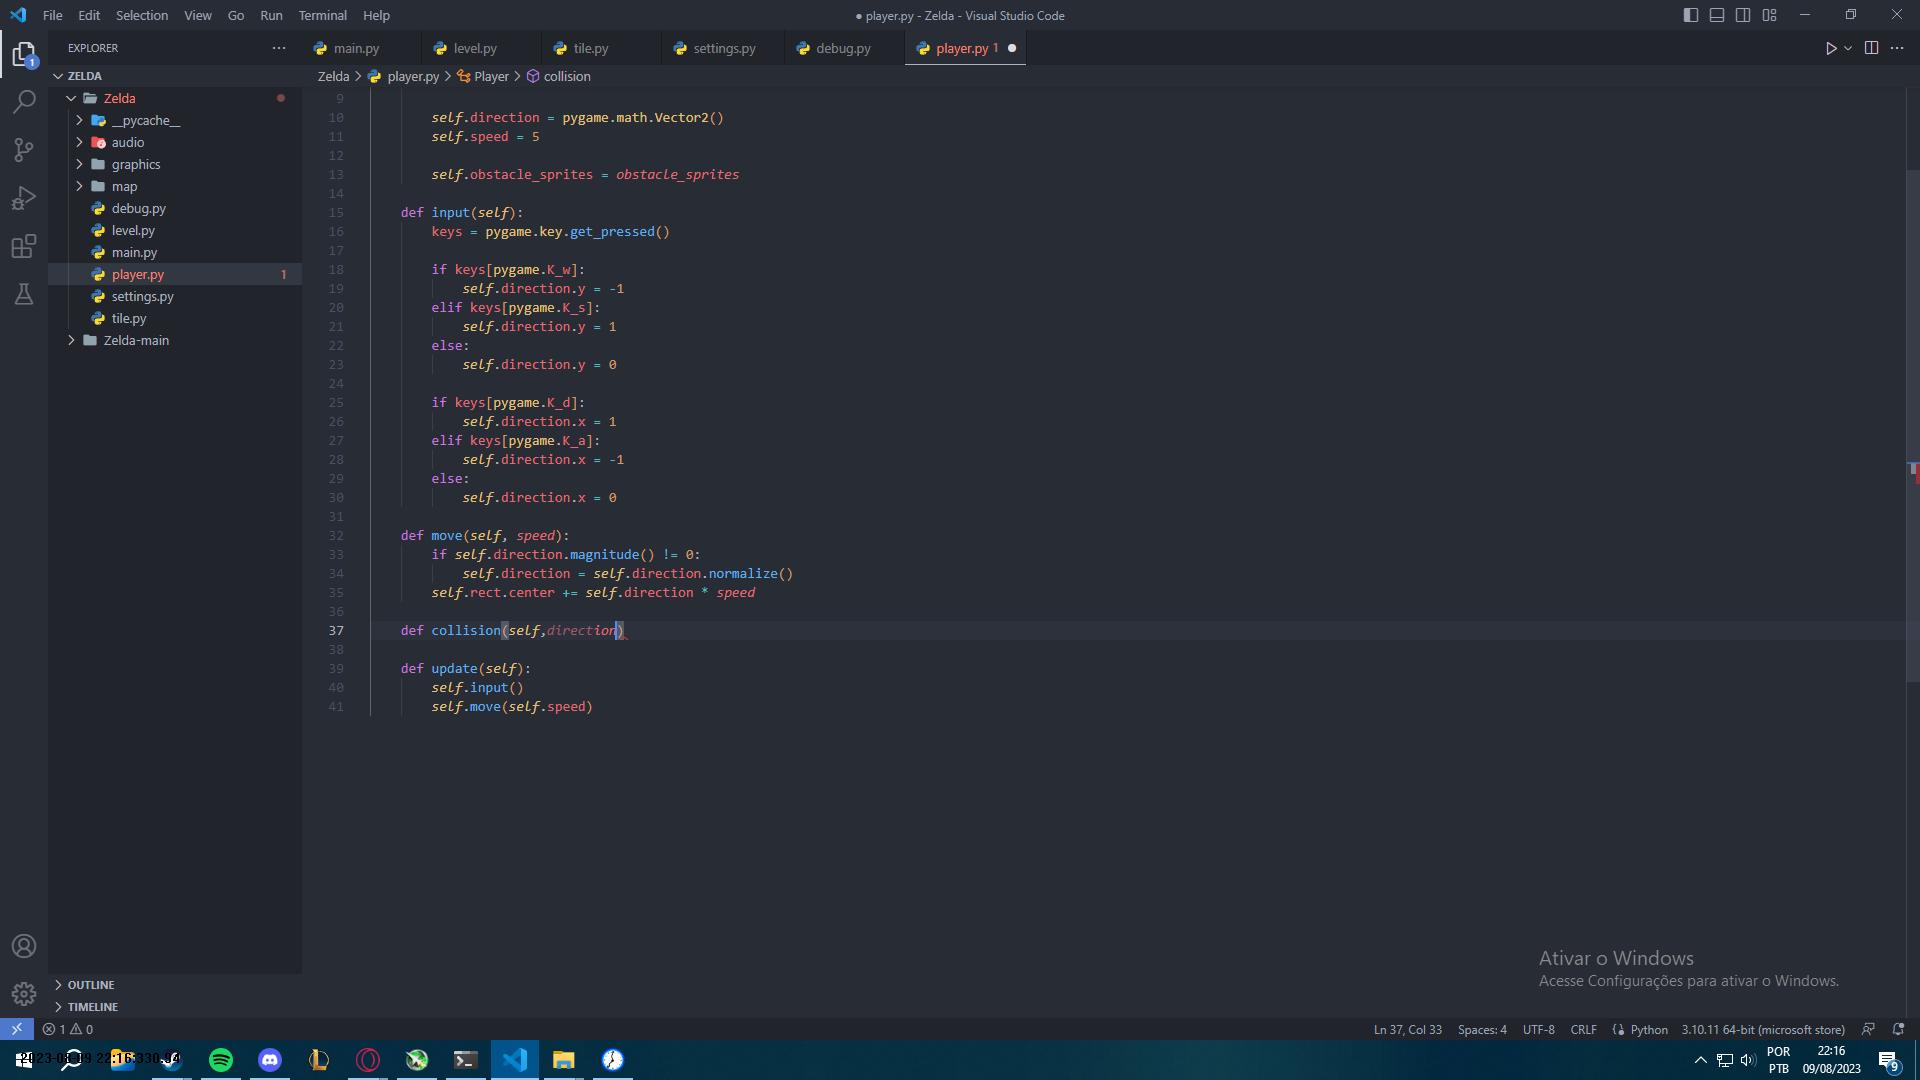 File Edit Selection View Go Run Terminal Help
● player.py - Zelda - Visual Studio Code
EXPLORER ···
main.py level.py tile.py settings.py debug.py player.py 1 ●
ZELDA
Zelda > player.py > Player > collision
Zelda
__pycache__
audio
graphics
map
debug.py
level.py
main.py
player.py 1
settings.py
tile.py
Zelda-main
9
10 self.direction = pygame.math.Vector2()
11 self.speed = 5
12
13 self.obstacle_sprites = obstacle_sprites
14
15 def input(self):
16 keys = pygame.key.get_pressed()
17
18 if keys[pygame.K_w]:
19 self.direction.y = -1
20 elif keys[pygame.K_s]:
21 self.direction.y = 1
22 else:
23 self.direction.y = 0
24
25 if keys[pygame.K_d]:
26 self.direction.x = 1
27 elif keys[pygame.K_a]:
28 self.direction.x = -1
29 else:
30 self.direction.x = 0
31
32 def move(self, speed):
33 if self.direction.magnitude() != 0:
34 self.direction = self.direction.normalize()
35 self.rect.center += self.direction * speed
36
37 def collision(self,direction)
38
39 def update(self):
40 self.input()
41 self.move(self.speed)
Ativar o Windows
Acesse Configurações para ativar o Windows.
OUTLINE
TIMELINE
1 0
Ln 37, Col 33 Spaces: 4 UTF-8 CRLF Python 3.10.11 64-bit (microsoft store)
1
POR
PTB
22:16
09/08/2023
9